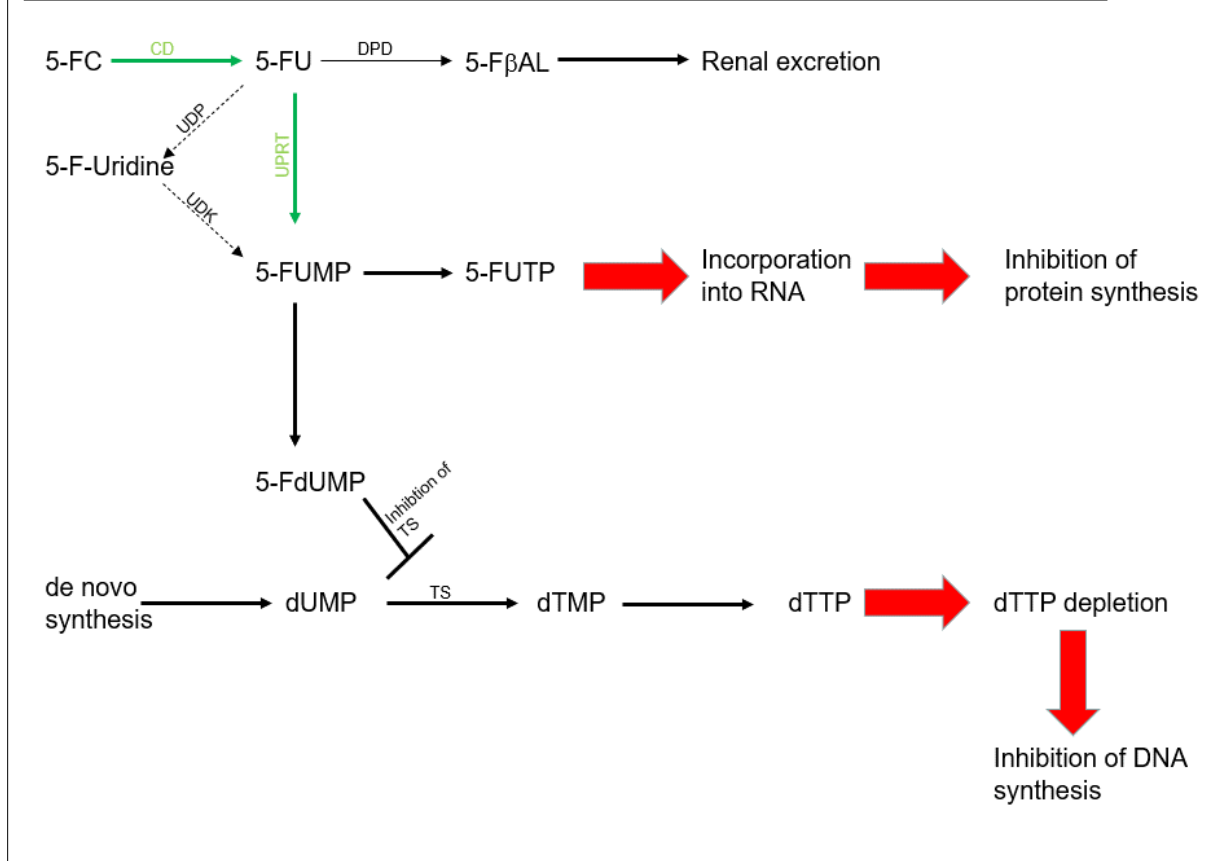 5-FC
CD
5-FU
DPD
5-FβAL
Renal excretion
UDP
UPRT
5-F-Uridine
UDK
5-FUMP
5-FUTP
Incorporation
into RNA
Inhibition of
protein synthesis
5-FdUMP
Inhibtion of
TS
de novo
synthesis
dUMP
TS
dTMP
dTTP
dTTP depletion
Inhibition of DNA
synthesis